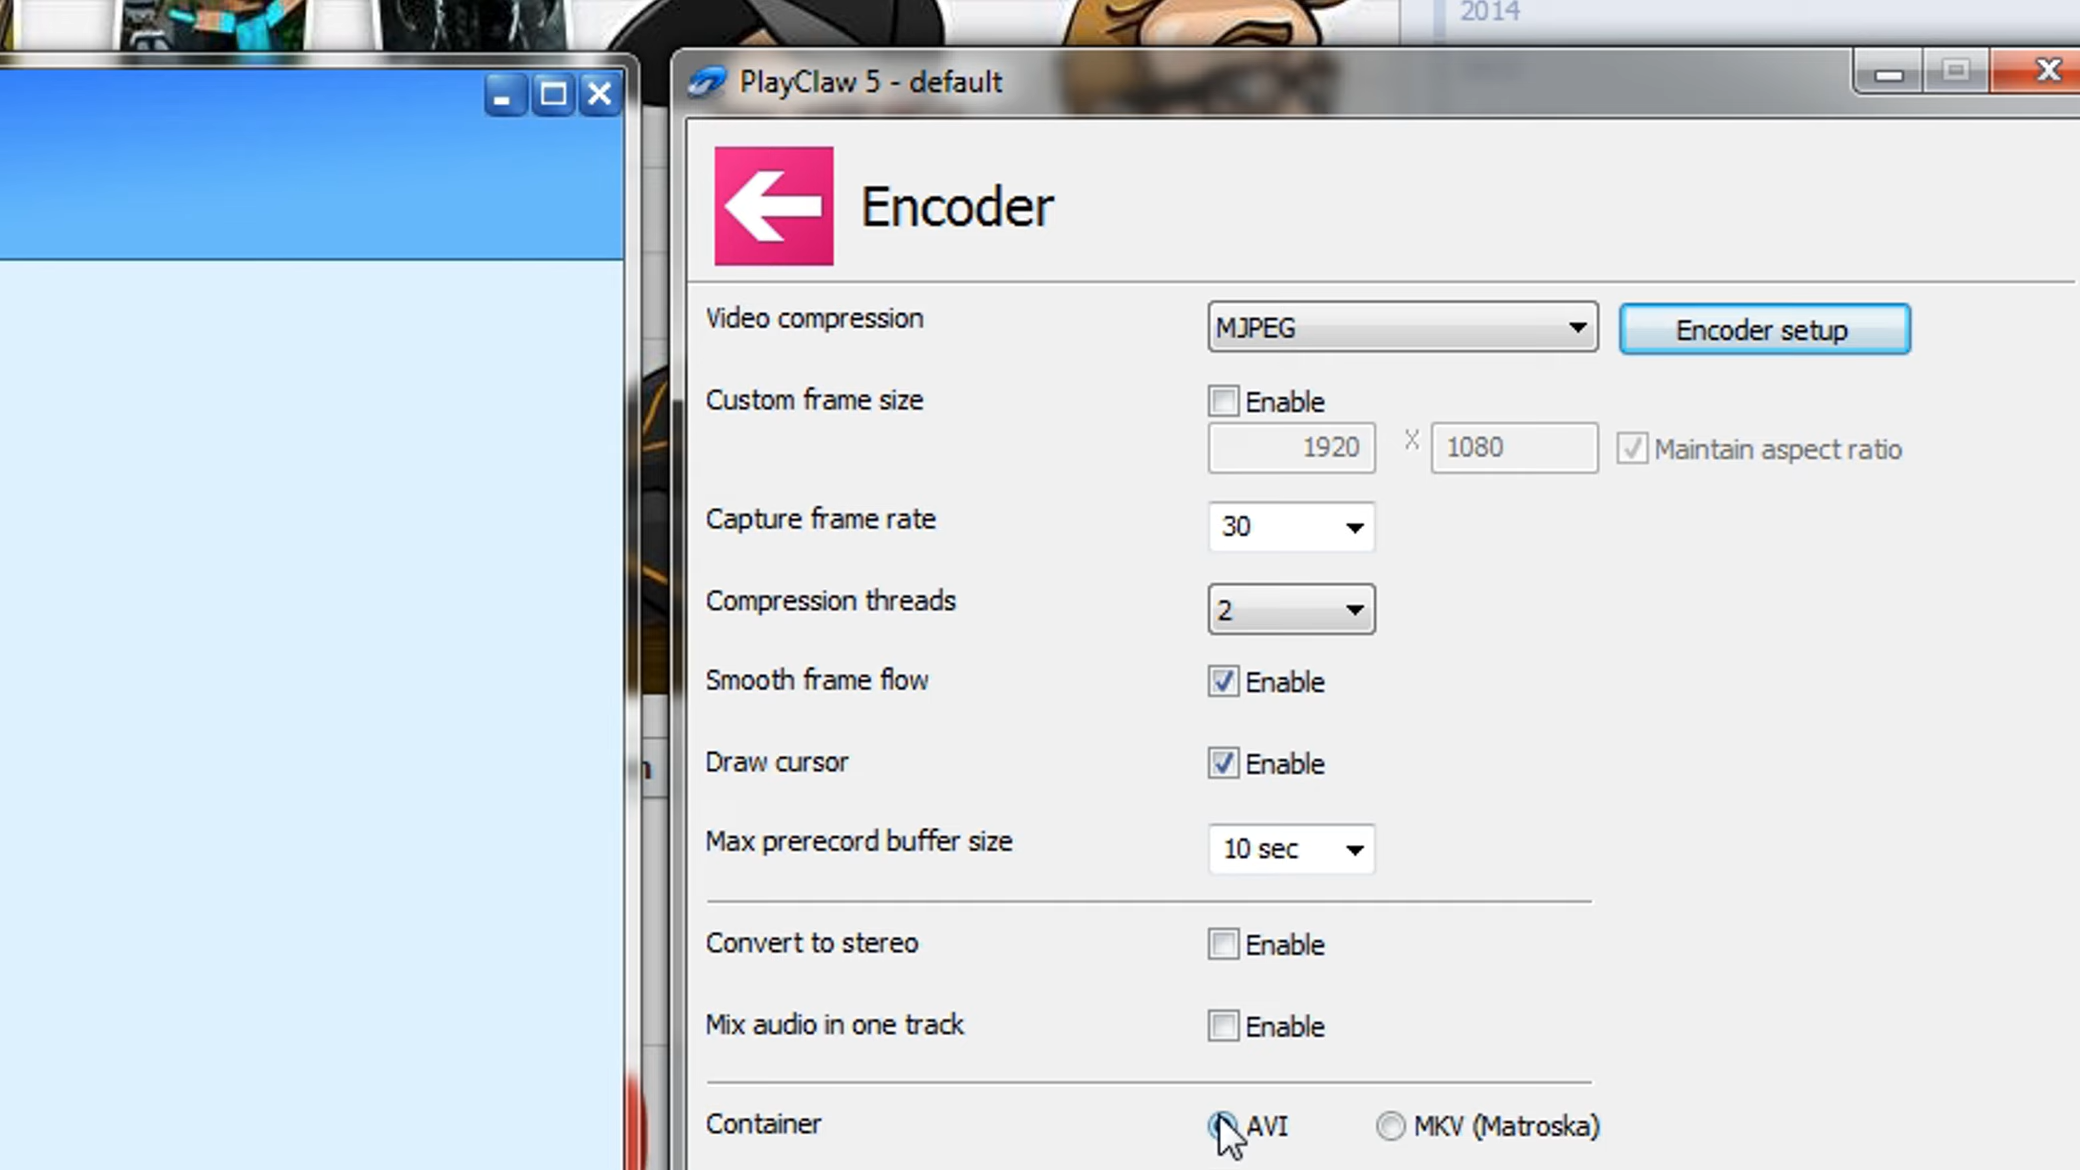 2014
PlayClaw 5 - default
Encoder
Video compression MJPEG Encoder setup
Custom frame size Enable
1920 X 1080 Maintain aspect ratio
Capture frame rate 30
Compression threads 2
Smooth frame flow Enable
Draw cursor Enable
Max prerecord buffer size 10 sec
Convert to stereo Enable
Mix audio in one track Enable
Container AVI MKV (Matroska)